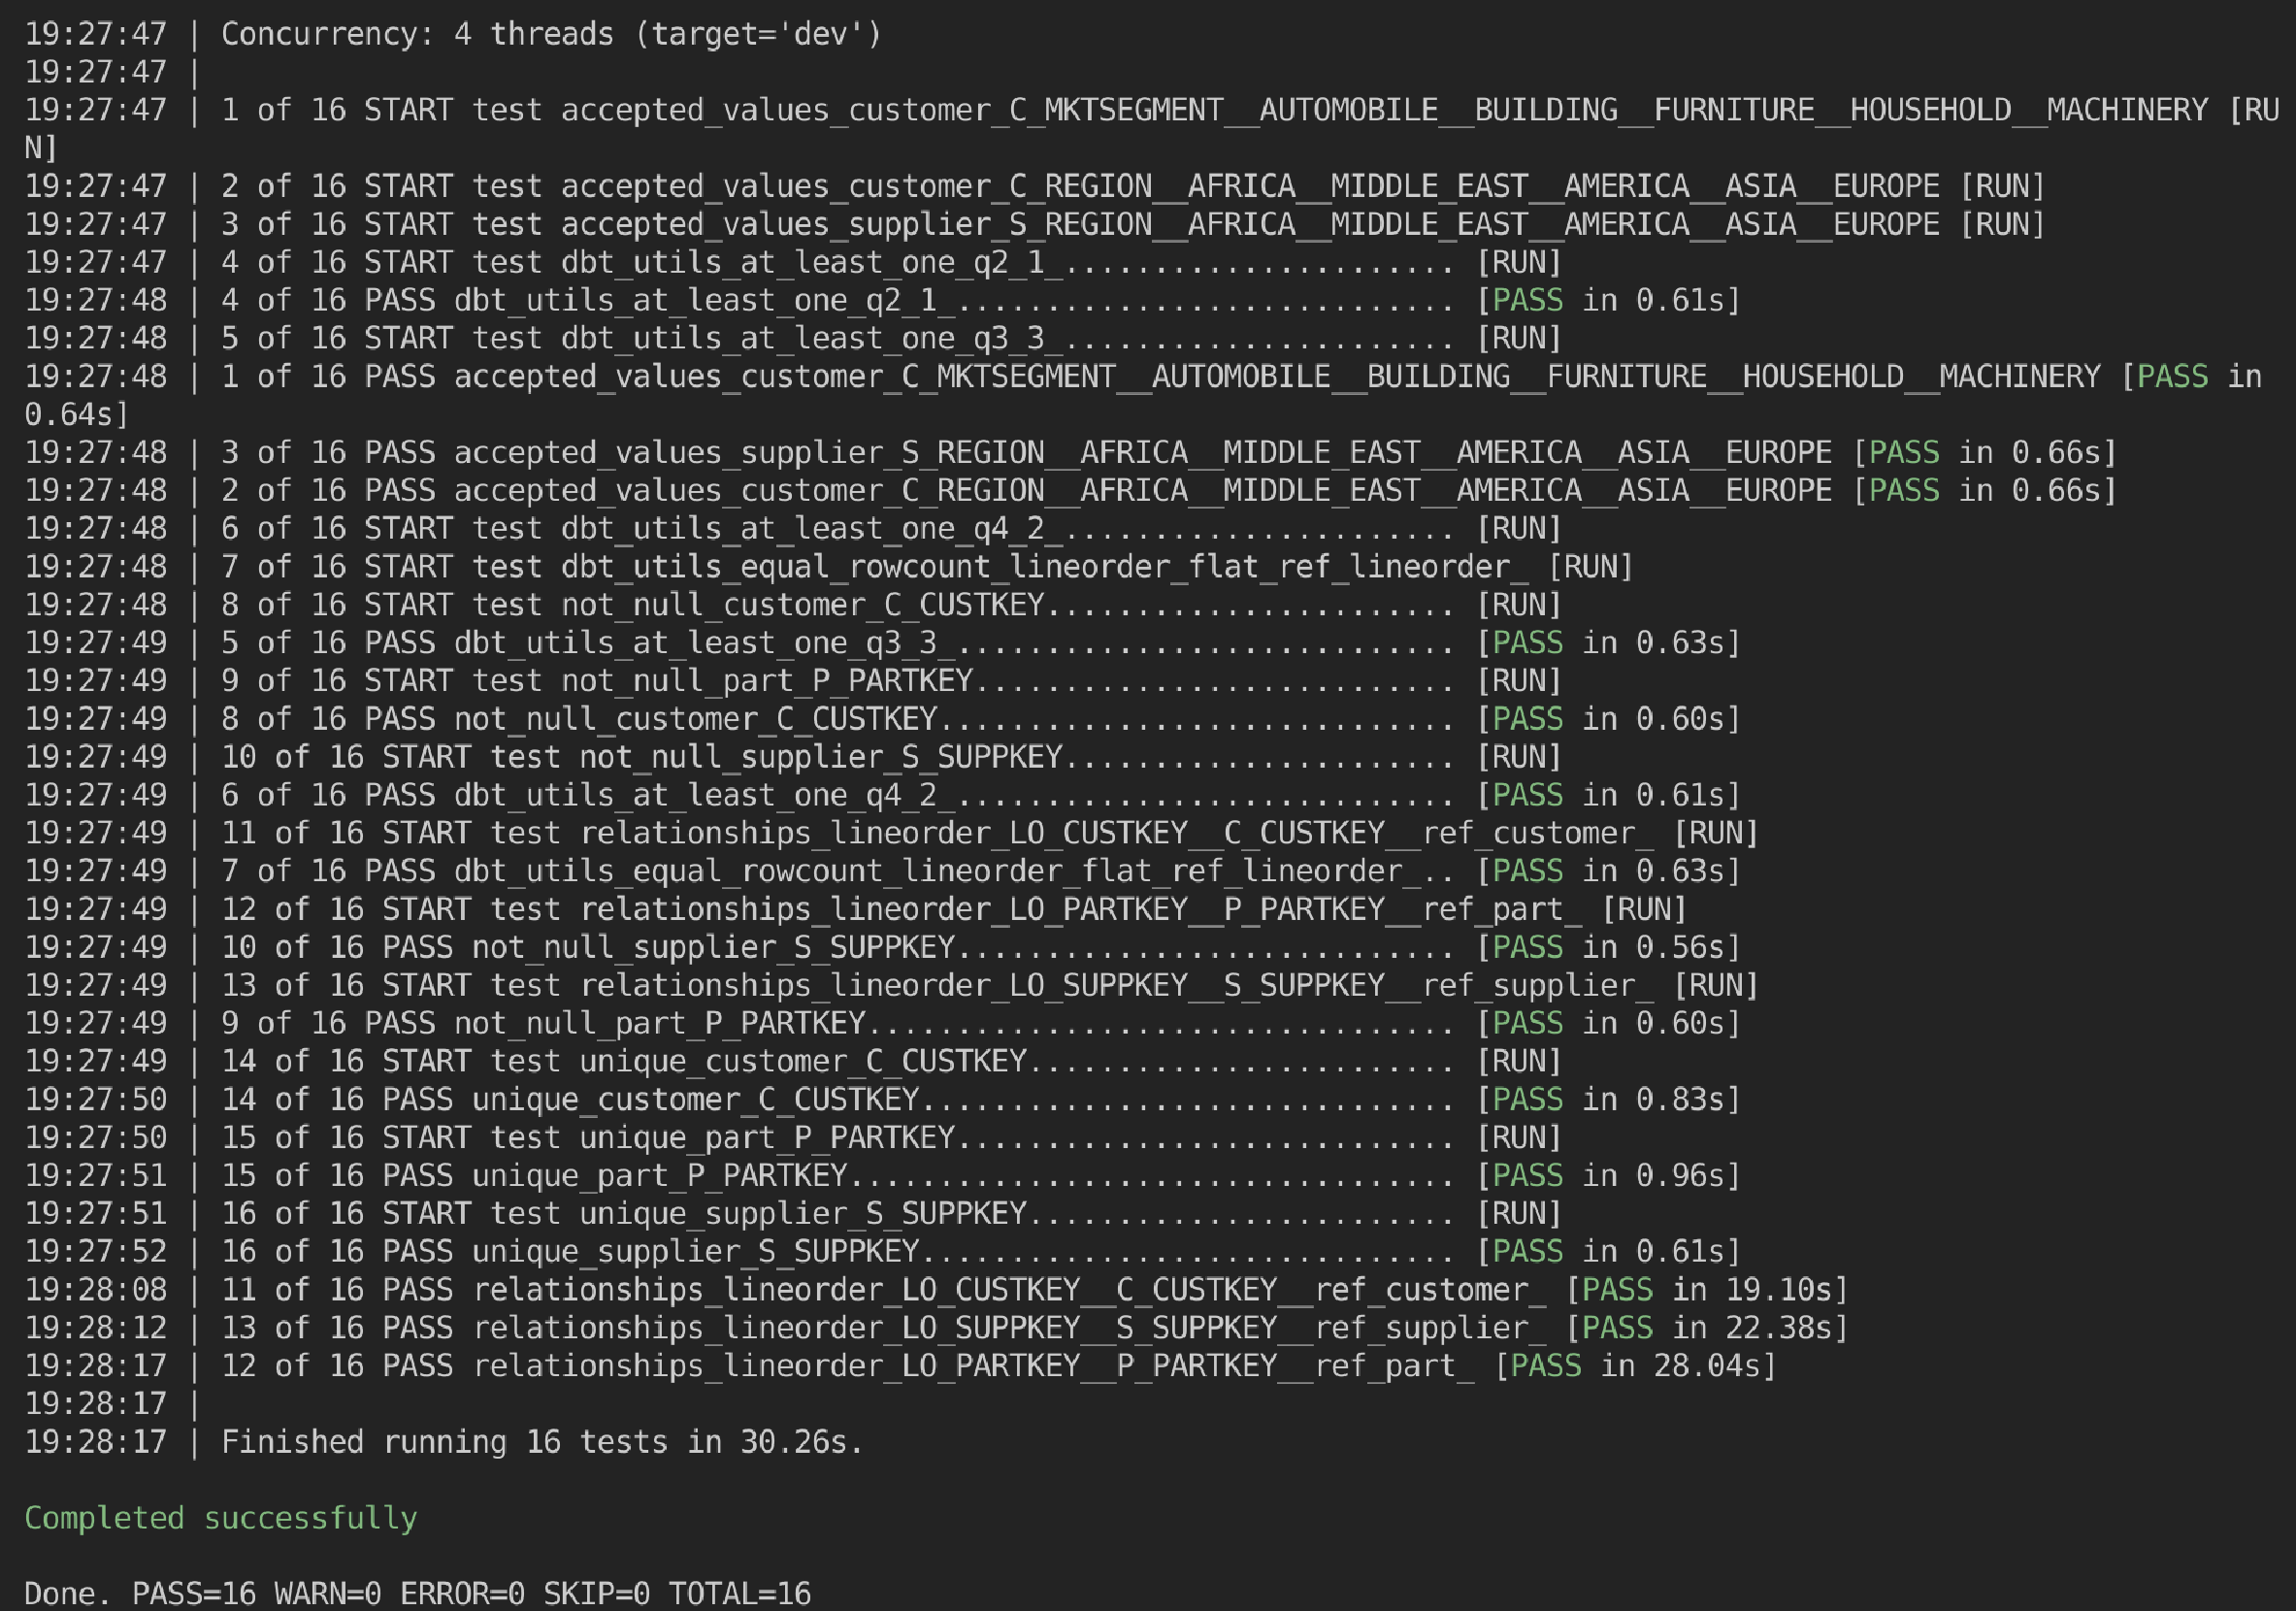 19:27:47 | Concurrency: 4 threads (target='dev')
19:27:47 |
19:27:47 | 1 of 16 START test accepted_values_customer_C_MKTSEGMENT__AUTOMOBILE__BUILDING__FURNITURE__HOUSEHOLD__MACHINERY [RU
N]
19:27:47 | 2 of 16 START test accepted_values_customer_C_REGION__AFRICA__MIDDLE_EAST__AMERICA__ASIA__EUROPE [RUN]
19:27:47 | 3 of 16 START test accepted_values_supplier_S_REGION__AFRICA__MIDDLE_EAST__AMERICA__ASIA__EUROPE [RUN]
19:27:47 | 4 of 16 START test dbt_utils_at_least_one_q2_1_...................... [RUN]
19:27:48 | 4 of 16 PASS dbt_utils_at_least_one_q2_1_............................ [PASS in 0.61s]
19:27:48 | 5 of 16 START test dbt_utils_at_least_one_q3_3_...................... [RUN]
19:27:48 | 1 of 16 PASS accepted_values_customer_C_MKTSEGMENT__AUTOMOBILE__BUILDING__FURNITURE__HOUSEHOLD__MACHINERY [PASS in
0.64s]
19:27:48 | 3 of 16 PASS accepted_values_supplier_S_REGION__AFRICA__MIDDLE_EAST__AMERICA__ASIA__EUROPE [PASS in 0.66s]
19:27:48 | 2 of 16 PASS accepted_values_customer_C_REGION__AFRICA__MIDDLE_EAST__AMERICA__ASIA__EUROPE [PASS in 0.66s]
19:27:48 | 6 of 16 START test dbt_utils_at_least_one_q4_2_...................... [RUN]
19:27:48 | 7 of 16 START test dbt_utils_equal_rowcount_lineorder_flat_ref_lineorder_ [RUN]
19:27:48 | 8 of 16 START test not_null_customer_C_CUSTKEY....................... [RUN]
19:27:49 | 5 of 16 PASS dbt_utils_at_least_one_q3_3_............................ [PASS in 0.63s]
19:27:49 | 9 of 16 START test not_null_part_P_PARTKEY........................... [RUN]
19:27:49 | 8 of 16 PASS not_null_customer_C_CUSTKEY............................. [PASS in 0.60s]
19:27:49 | 10 of 16 START test not_null_supplier_S_SUPPKEY...................... [RUN]
19:27:49 | 6 of 16 PASS dbt_utils_at_least_one_q4_2_............................ [PASS in 0.61s]
19:27:49 | 11 of 16 START test relationships_lineorder_LO_CUSTKEY__C_CUSTKEY__ref_customer_ [RUN]
19:27:49 | 7 of 16 PASS dbt_utils_equal_rowcount_lineorder_flat_ref_lineorder_.. [PASS in 0.63s]
19:27:49 | 12 of 16 START test relationships_lineorder_LO_PARTKEY__P_PARTKEY__ref_part_ [RUN]
19:27:49 | 10 of 16 PASS not_null_supplier_S_SUPPKEY............................ [PASS in 0.56s]
19:27:49 | 13 of 16 START test relationships_lineorder_LO_SUPPKEY__S_SUPPKEY__ref_supplier_ [RUN]
19:27:49 | 9 of 16 PASS not_null_part_P_PARTKEY................................. [PASS in 0.60s]
19:27:49 | 14 of 16 START test unique_customer_C_CUSTKEY........................ [RUN]
19:27:50 | 14 of 16 PASS unique_customer_C_CUSTKEY.............................. [PASS in 0.83s]
19:27:50 | 15 of 16 START test unique_part_P_PARTKEY............................ [RUN]
19:27:51 | 15 of 16 PASS unique_part_P_PARTKEY.................................. [PASS in 0.96s]
19:27:51 | 16 of 16 START test unique_supplier_S_SUPPKEY........................ [RUN]
19:27:52 | 16 of 16 PASS unique_supplier_S_SUPPKEY.............................. [PASS in 0.61s]
19:28:08 | 11 of 16 PASS relationships_lineorder_LO_CUSTKEY__C_CUSTKEY__ref_customer_ [PASS in 19.10s]
19:28:12 | 13 of 16 PASS relationships_lineorder_LO_SUPPKEY__S_SUPPKEY__ref_supplier_ [PASS in 22.38s]
19:28:17 | 12 of 16 PASS relationships_lineorder_LO_PARTKEY__P_PARTKEY__ref_part_ [PASS in 28.04s]
19:28:17 |
19:28:17 | Finished running 16 tests in 30.26s.
Completed successfully
Done. PASS=16 WARN=0 ERROR=0 SKIP=0 TOTAL=16